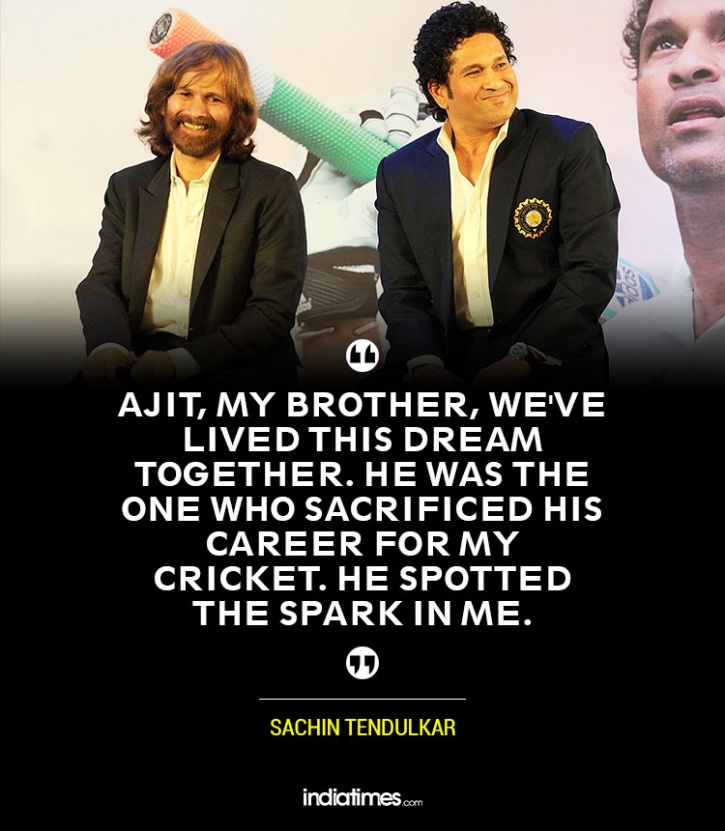 adidas
❝
AJIT, MY BROTHER, WE'VE
LIVED THIS DREAM
TOGETHER. HE WAS THE
ONE WHO SACRIFICED HIS
CAREER FOR MY
CRICKET. HE SPOTTED
THE SPARK IN ME.
❞
SACHIN TENDULKAR
indiatimes.com